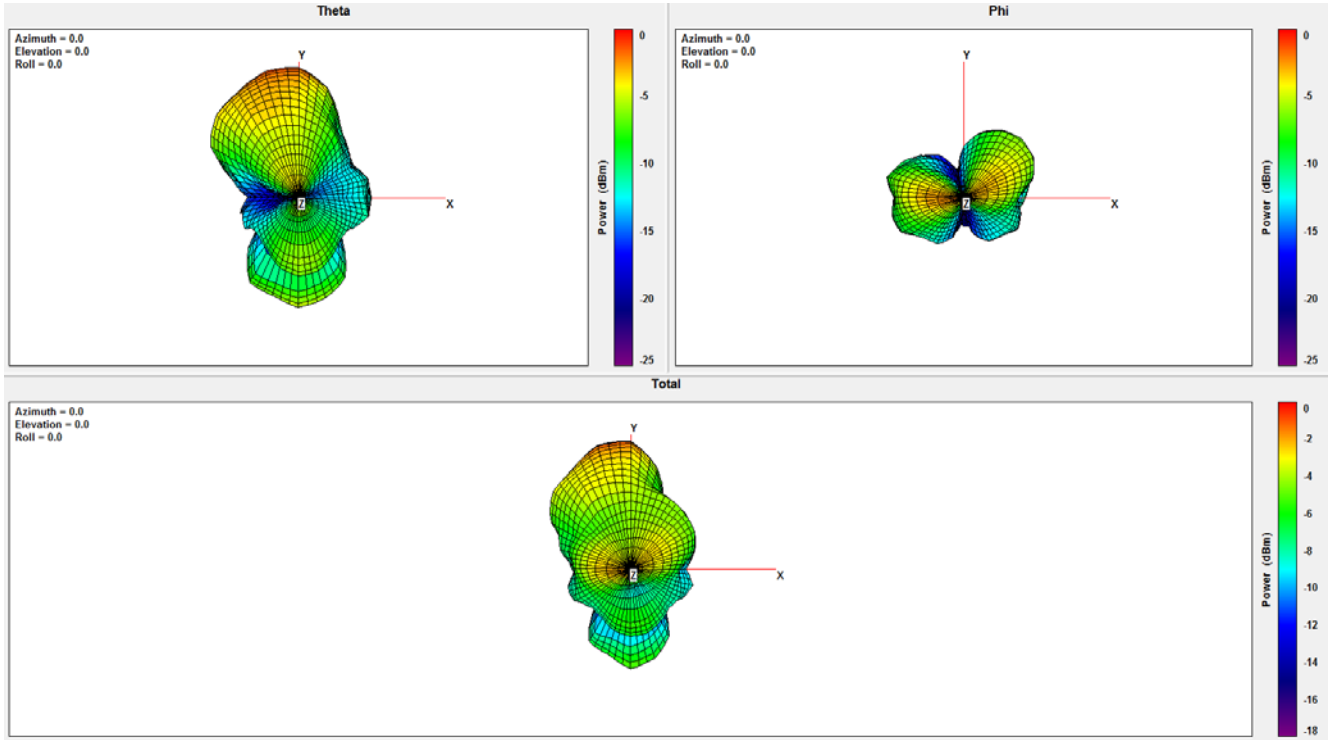 Theta
Azimuth = 0.0
Elevation = 0.0
Roll = 0.0
Y
X
Z
0
-5
-10
-15
-20
-25
Power (dBm)
Phi
Azimuth = 0.0
Elevation = 0.0
Roll = 0.0
Y
X
Z
0
-5
-10
-15
-20
-25
Power (dBm)
Total
Azimuth = 0.0
Elevation = 0.0
Roll = 0.0
Y
X
Z
0
-2
-4
-6
-8
-10
-12
-14
-16
-18
Power (dBm)